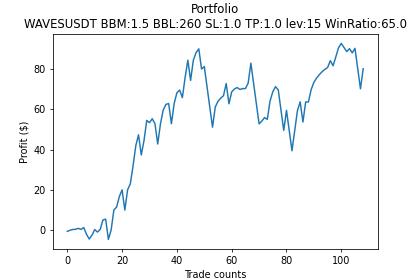 Portfolio
WAVESUSDT BBM:1.5 BBL:260 SL:1.0 TP:1.0 lev:15 WinRatio:65.0
Profit ($)
80
60
40
20
0
0 20 40 60 80 100
Trade counts